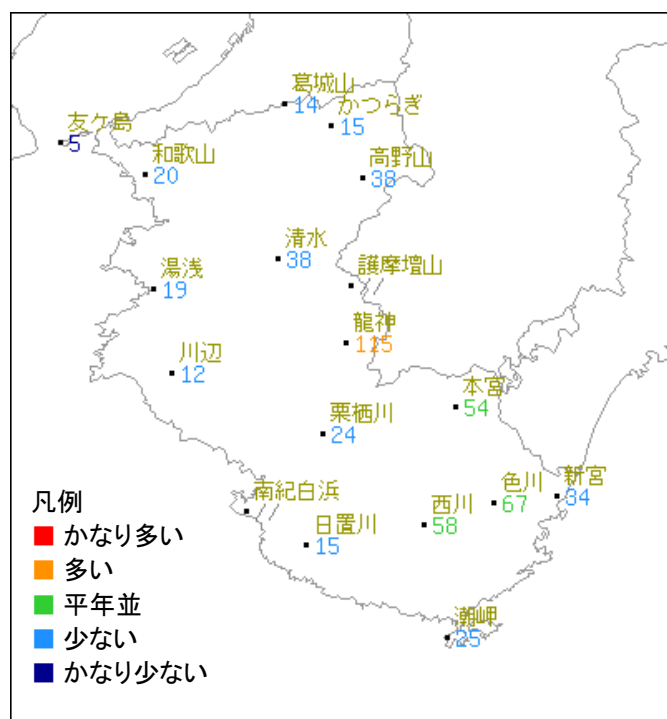 葛城山
14
かつらぎ
15
友ケ島
5
和歌山
20
高野山
38
清水
38
護摩壇山
//
湯浅
19
龍神
115
川辺
12
本宮
54
栗栖川
24
南紀白浜
//
日置川
15
西川
58
色川
67
新宮
34
潮岬
25
凡例
かなり多い
多い
平年並
少ない
かなり少ない